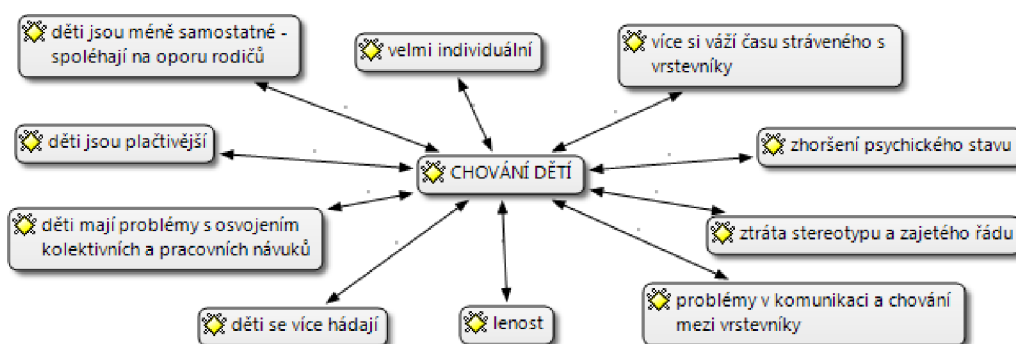 děti jsou méně samostatné -
spoléhají na oporu rodičů
velmi individuální
více si váží času stráveného s
vrstevníky
děti jsou plačtivější
zhoršení psychického stavu
CHOVÁNÍ DĚTÍ
děti mají problémy s osvojením
kolektivních a pracovních návuků
ztráta stereotypu a zajetého řádu
problémy v komunikaci a chování
mezi vrstevníky
děti se více hádají
lenost